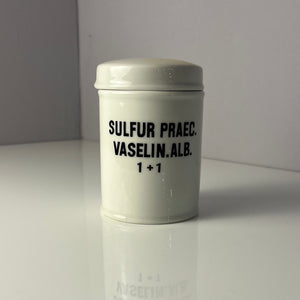 SULFUR PRAEC.
VASELIN.ALB.
1+1